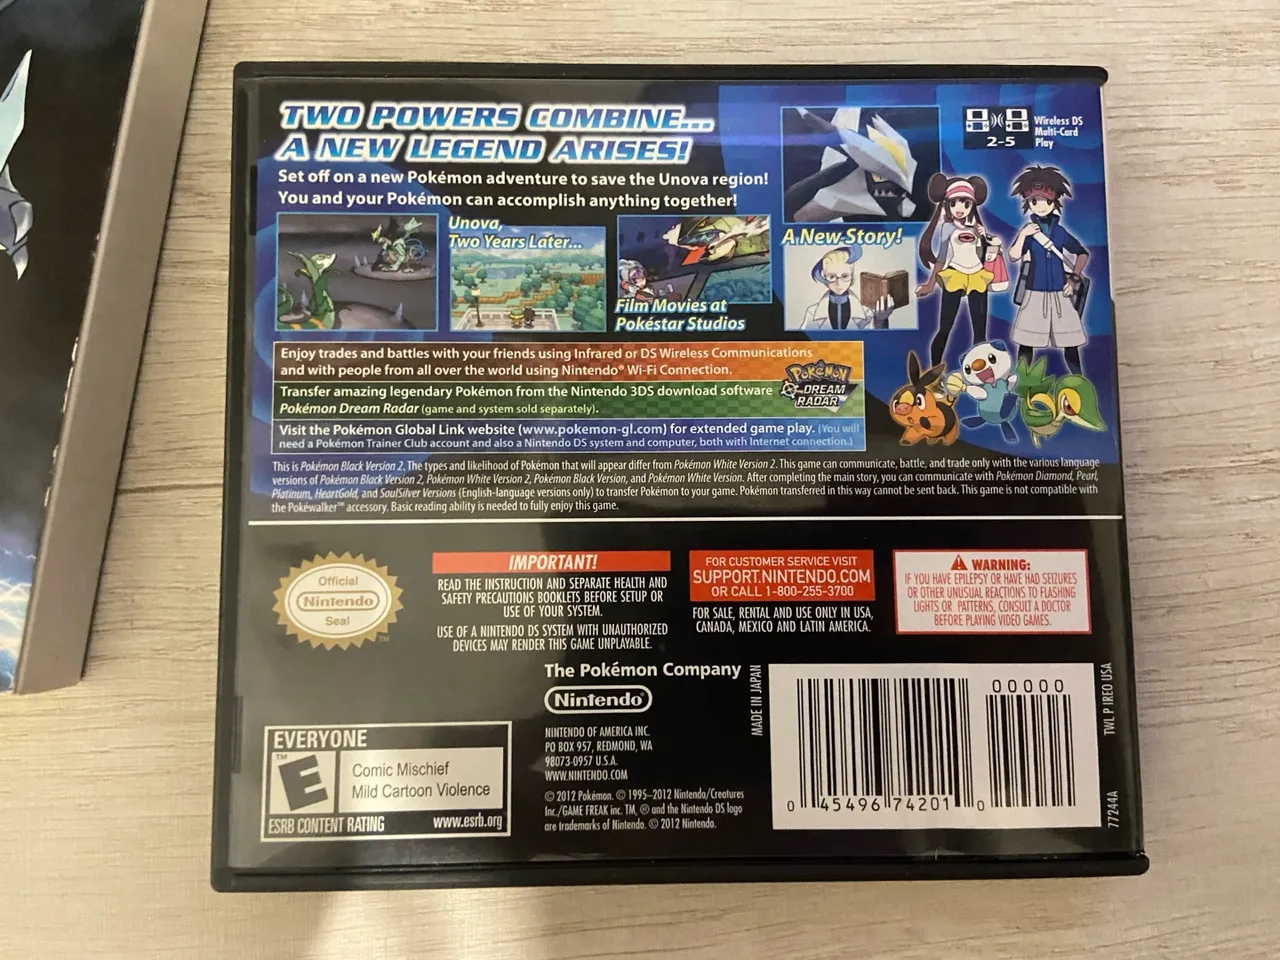 TWO POWERS COMBINE...
A NEW LEGEND ARISES!
Set off on a new Pokémon adventure to save the Unova region!
You and your Pokémon can accomplish anything together!
Wireless DS
Multi-Card
Play
2-5
Unova,
Two Years Later...
Film Movies at
Pokéstar Studios
A New Story!
Enjoy trades and battles with your friends using Infrared or DS Wireless Communications
and with people from all over the world using Nintendo® Wi-Fi Connection.
Transfer amazing legendary Pokémon from the Nintendo 3DS download software
Pokémon Dream Radar (game and system sold separately).
POKéMON
DREAM
RADAR
Visit the Pokémon Global Link website (www.pokemon-gl.com) for extended game play. (You will
need a Pokémon Trainer Club account and also a Nintendo DS system and computer, both with Internet connection.)
This is Pokémon Black Version 2. The types and likelihood of Pokémon that will appear differ from Pokémon White Version 2. This game can communicate, battle, and trade only with the various language
versions of Pokémon Black Version 2, Pokémon White Version 2, Pokémon Black Version, and Pokémon White Version. After completing the main story, you can communicate with Pokémon Diamond, Pearl,
Platinum, HeartGold, and SoulSilver Versions (English-language versions only) to transfer Pokémon to your game. Pokémon transferred in this way cannot be sent back. This game is not compatible with
the Pokéwalker™ accessory. Basic reading ability is needed to fully enjoy this game.
Official
Nintendo
Seal
TM
IMPORTANT!
READ THE INSTRUCTION AND SEPARATE HEALTH AND
SAFETY PRECAUTIONS BOOKLETS BEFORE SETUP OR
USE OF YOUR SYSTEM.
USE OF A NINTENDO DS SYSTEM WITH UNAUTHORIZED
DEVICES MAY RENDER THIS GAME UNPLAYABLE.
FOR CUSTOMER SERVICE VISIT
SUPPORT.NINTENDO.COM
OR CALL 1-800-255-3700
FOR SALE, RENTAL AND USE ONLY IN USA,
CANADA, MEXICO AND LATIN AMERICA.
WARNING:
IF YOU HAVE EPILEPSY OR HAVE HAD SEIZURES
OR OTHER UNUSUAL REACTIONS TO FLASHING
LIGHTS OR PATTERNS, CONSULT A DOCTOR
BEFORE PLAYING VIDEO GAMES.
The Pokémon Company
Nintendo®
NINTENDO OF AMERICA INC.
PO BOX 957, REDMOND, WA
98073-0957 U.S.A.
WWW.NINTENDO.COM
© 2012 Pokémon. © 1995–2012 Nintendo/Creatures
Inc./GAME FREAK inc. TM, ® and the Nintendo DS logo
are trademarks of Nintendo. © 2012 Nintendo.
EVERYONE
TM
E
Comic Mischief
Mild Cartoon Violence
ESRB CONTENT RATING www.esrb.org
MADE IN JAPAN
00000
0 45496 74201 0
TWL P IREO USA
77244A